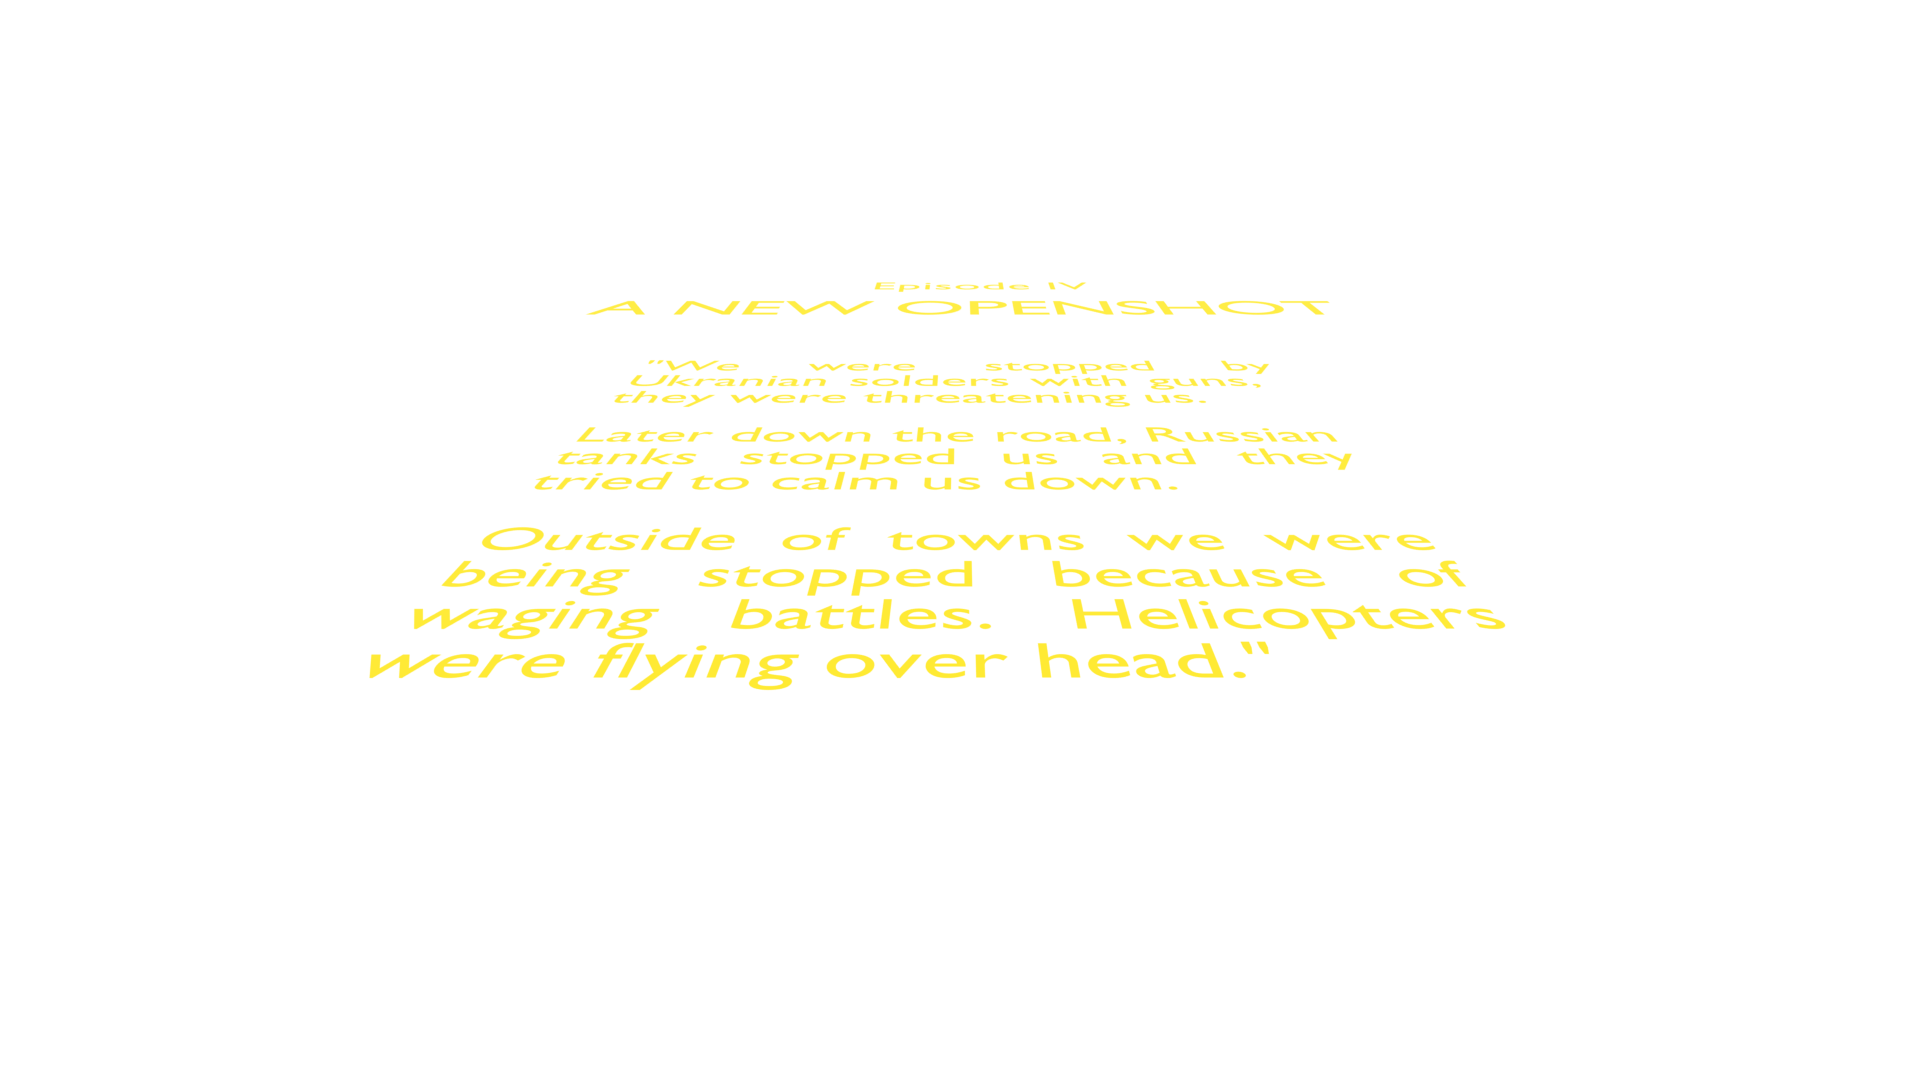 Episode IV
A NEW OPENSHOT
"We were stopped by
Ukranian solders with guns,
they were threatening us.
Later down the road, Russian
tanks stopped us and they
tried to calm us down.
Outside of towns we were
being stopped because of
waging battles. Helicopters
were flying over head."